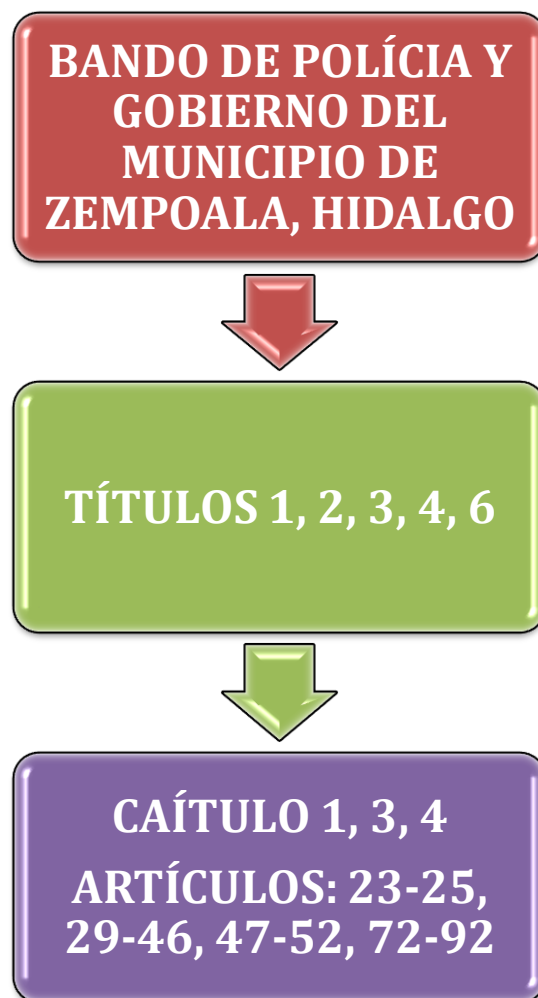 BANDO DE POLÍCIA Y
GOBIERNO DEL
MUNICIPIO DE
ZEMPOALA, HIDALGO
TÍTULOS 1, 2, 3, 4, 6
CAÍTULO 1, 3, 4
ARTÍCULOS: 23-25,
29-46, 47-52, 72-92